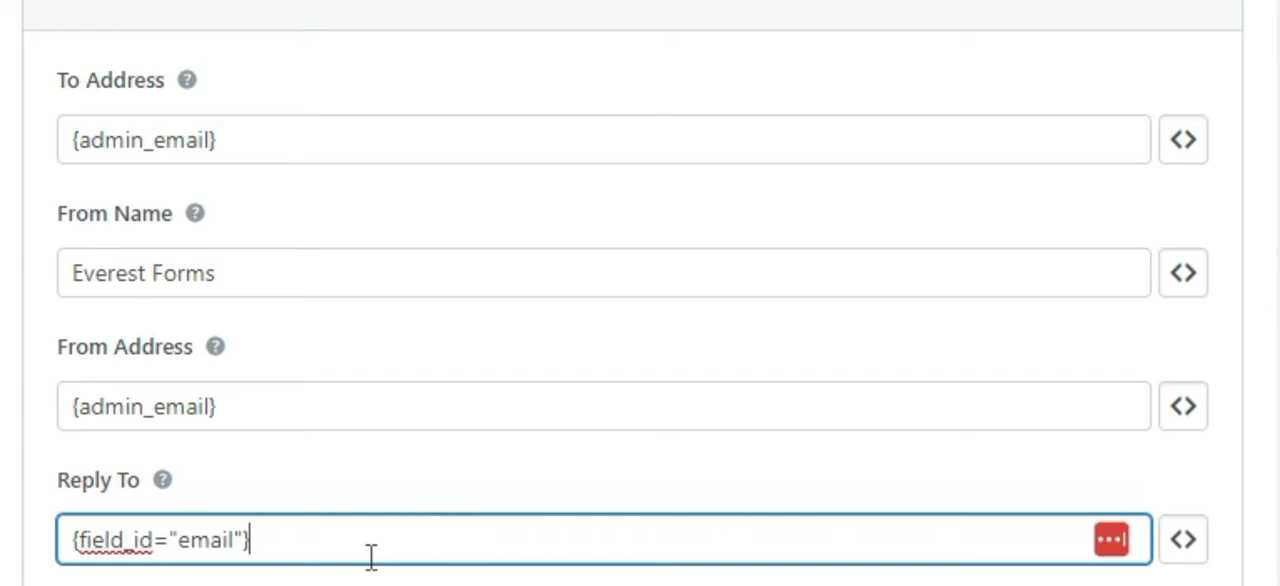 To Address
{admin_email}
From Name
Everest Forms
From Address
{admin_email}
Reply To
{field_id="email"}